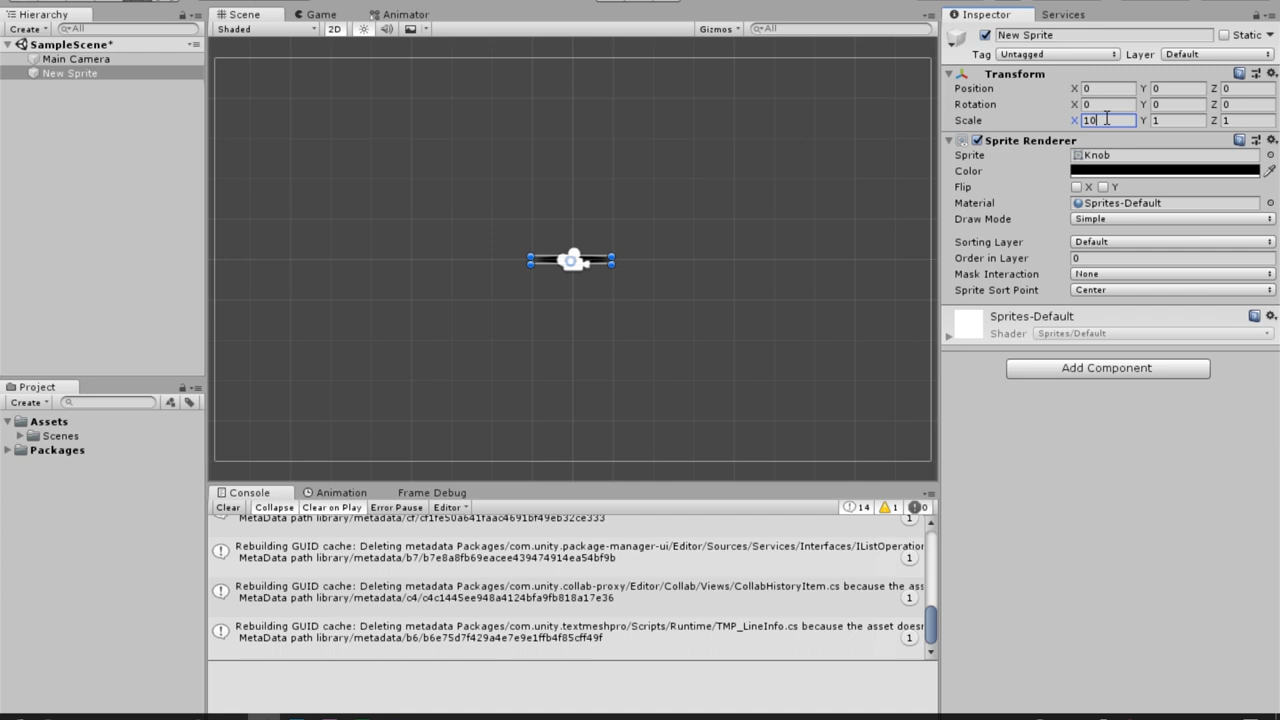 Hierarchy
Create
All
SampleScene*
Main Camera
New Sprite
Project
Create
Assets
Scenes
Packages
Scene
Game
Animator
Shaded
2D
Gizmos
All
Console
Animation
Frame Debug
Clear
Collapse
Clear on Play
Error Pause
Editor
14
1
0
MetaData path library/metadata/cf/cf1fe50a641faac4691bf49eb32ce333
1
Rebuilding GUID cache: Deleting metadata Packages/com.unity.package-manager-ui/Editor/Sources/Services/Interfaces/IListOperation
MetaData path library/metadata/b7/b7e8a8fb69eacee439474914ea54bf9b
1
Rebuilding GUID cache: Deleting metadata Packages/com.unity.collab-proxy/Editor/Collab/Views/CollabHistoryItem.cs because the ass
MetaData path library/metadata/c4/c4c1445ee948a4124bfa9fb818a17e36
1
Rebuilding GUID cache: Deleting metadata Packages/com.unity.textmeshpro/Scripts/Runtime/TMP_LineInfo.cs because the asset doesn
MetaData path library/metadata/b6/b6e75d7f429a4e7e9e1ffb4f85cff49f
1
Inspector
Services
New Sprite
Static
Tag Untagged Layer Default
Transform
Position X 0 Y 0 Z 0
Rotation X 0 Y 0 Z 0
Scale X 10 Y 1 Z 1
Sprite Renderer
Sprite Knob
Color
Flip X Y
Material Sprites-Default
Draw Mode Simple
Sorting Layer Default
Order in Layer 0
Mask Interaction None
Sprite Sort Point Center
Sprites-Default
Shader Sprites/Default
Add Component